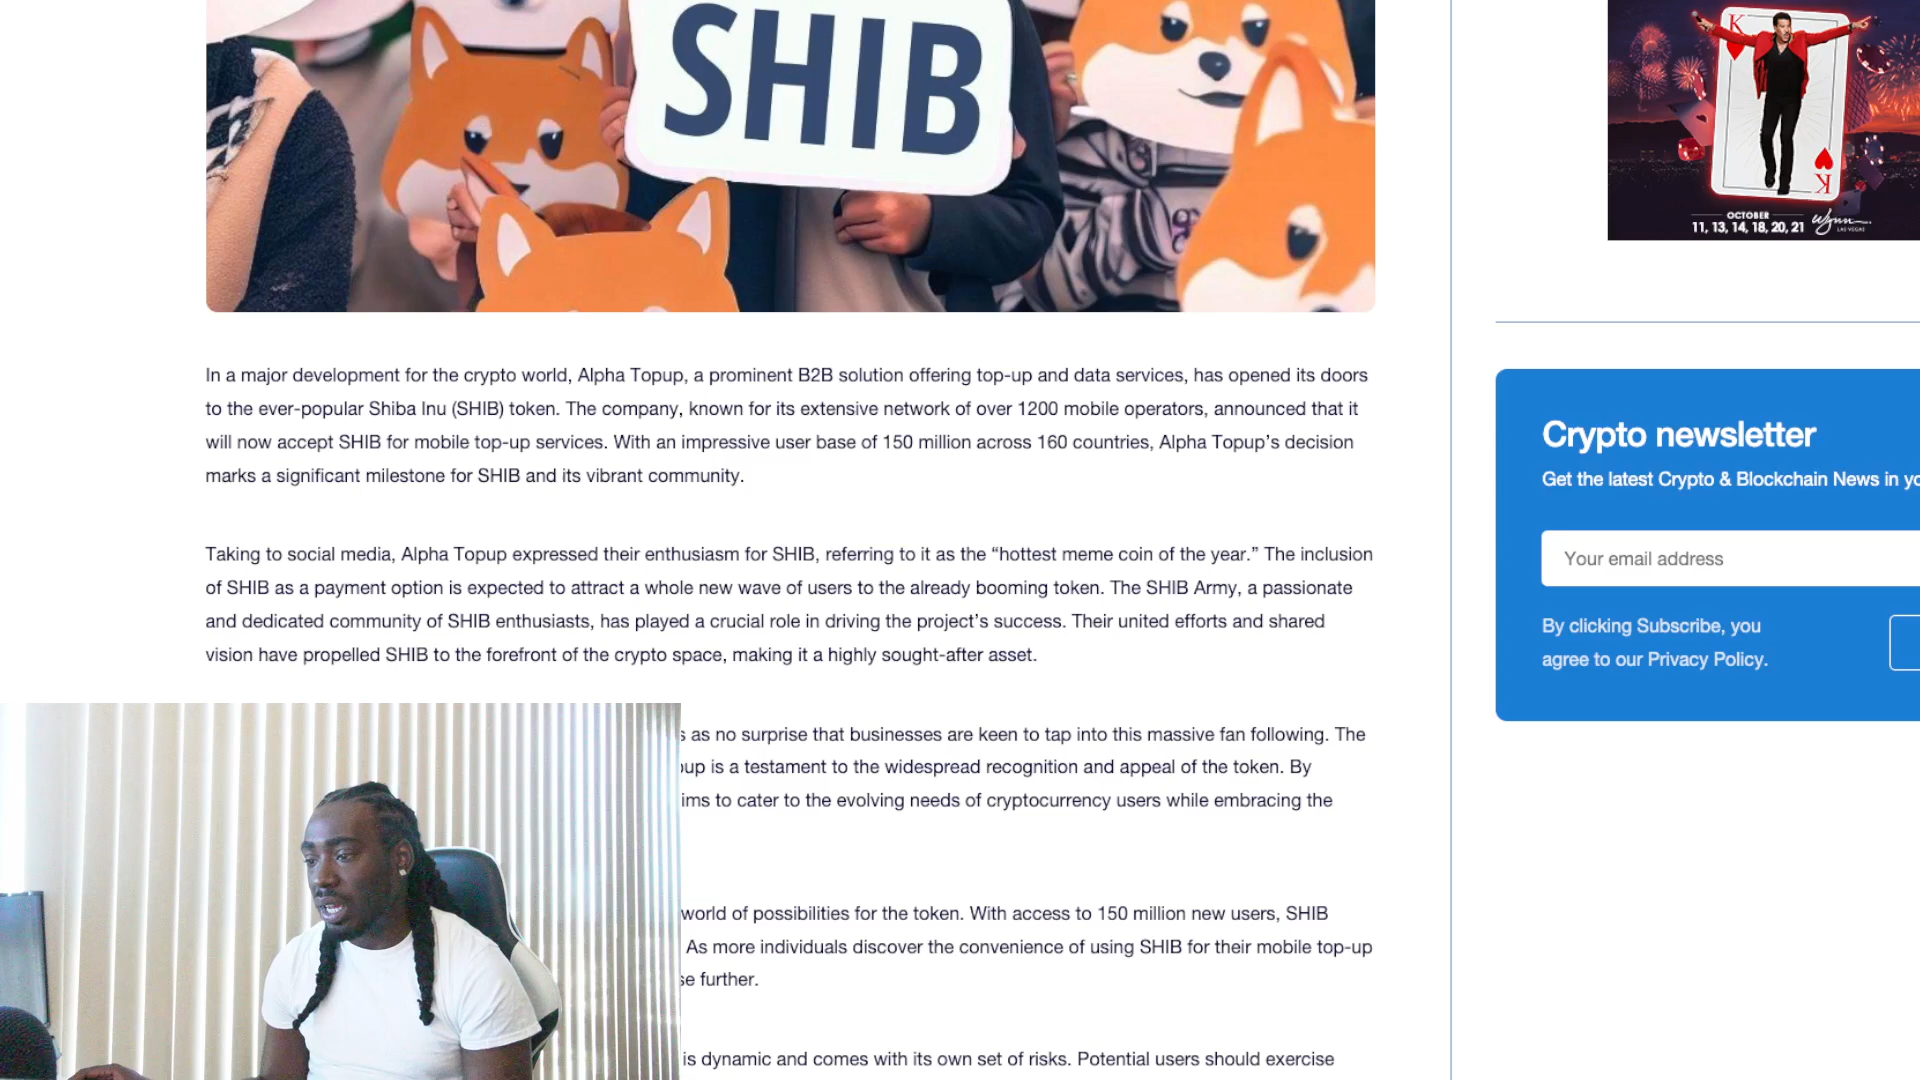 SHIB
K
K
OCTOBER
11, 13, 14, 18, 20, 21
Wynn
LAS VEGAS
In a major development for the crypto world, Alpha Topup, a prominent B2B solution offering top-up and data services, has opened its doors
to the ever-popular Shiba Inu (SHIB) token. The company, known for its extensive network of over 1200 mobile operators, announced that it
will now accept SHIB for mobile top-up services. With an impressive user base of 150 million across 160 countries, Alpha Topup’s decision
marks a significant milestone for SHIB and its vibrant community.
Taking to social media, Alpha Topup expressed their enthusiasm for SHIB, referring to it as the “hottest meme coin of the year.” The inclusion
of SHIB as a payment option is expected to attract a whole new wave of users to the already booming token. The SHIB Army, a passionate
and dedicated community of SHIB enthusiasts, has played a crucial role in driving the project’s success. Their united efforts and shared
vision have propelled SHIB to the forefront of the crypto space, making it a highly sought-after asset.
as no surprise that businesses are keen to tap into this massive fan following. The
is a testament to the widespread recognition and appeal of the token. By
to cater to the evolving needs of cryptocurrency users while embracing the
world of possibilities for the token. With access to 150 million new users, SHIB
As more individuals discover the convenience of using SHIB for their mobile top-up
further.
is dynamic and comes with its own set of risks. Potential users should exercise
Crypto newsletter
Get the latest Crypto & Blockchain News in yo
Your email address
By clicking Subscribe, you
agree to our Privacy Policy.